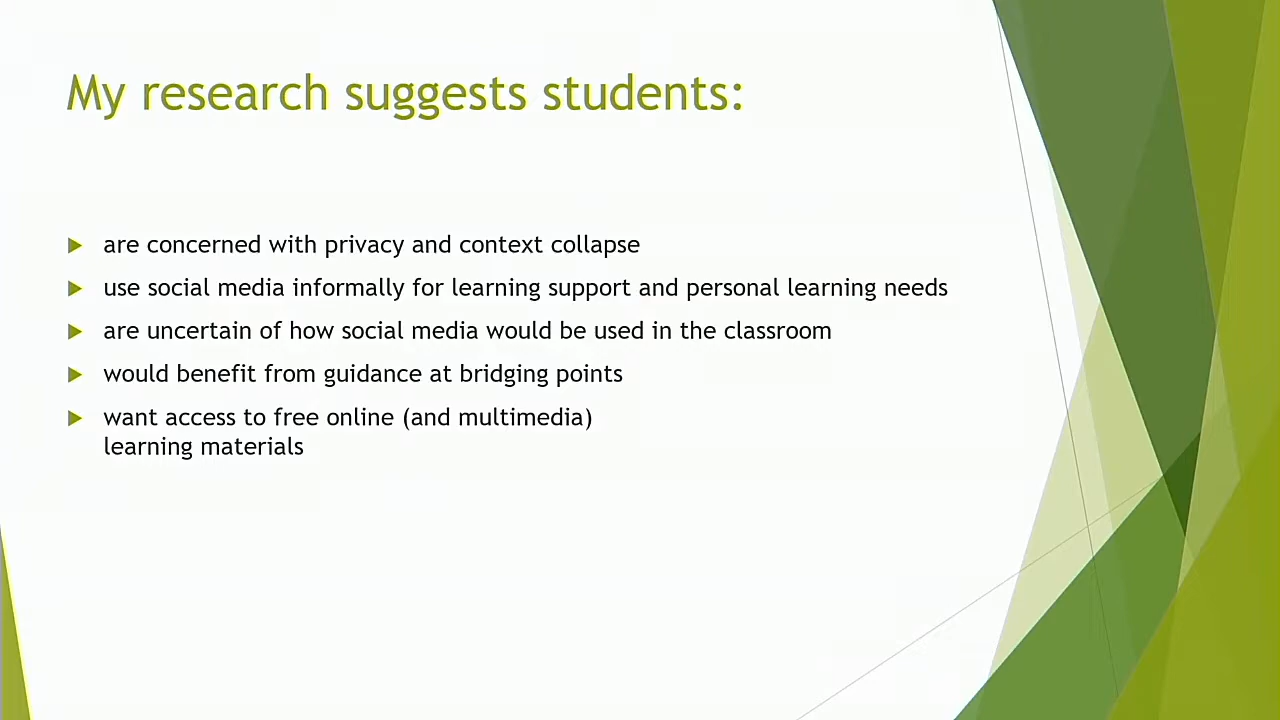 My research suggests students:
are concerned with privacy and context collapse
use social media informally for learning support and personal learning needs
are uncertain of how social media would be used in the classroom
would benefit from guidance at bridging points
want access to free online (and multimedia)
learning materials